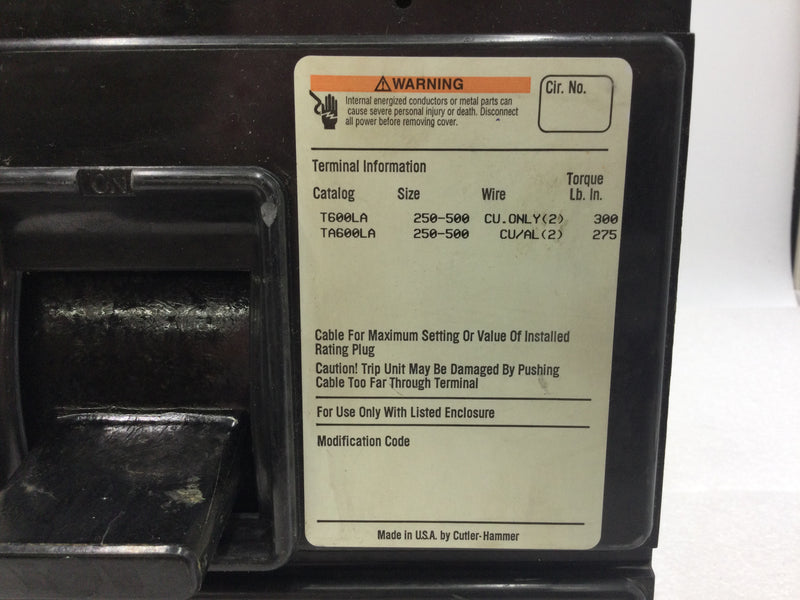 WARNING
Internal energized conductors or metal parts can
cause severe personal injury or death. Disconnect
all power before removing cover.
Cir. No.
Terminal Information
Catalog Size Wire Torque Lb. In.
T600LA 250-500 CU.ONLY(2) 300
TA600LA 250-500 CU/AL(2) 275
Cable For Maximum Setting Or Value Of Installed
Rating Plug
Caution! Trip Unit May Be Damaged By Pushing
Cable Too Far Through Terminal
For Use Only With Listed Enclosure
Modification Code
Made in U.S.A. by Cutler-Hammer
ON